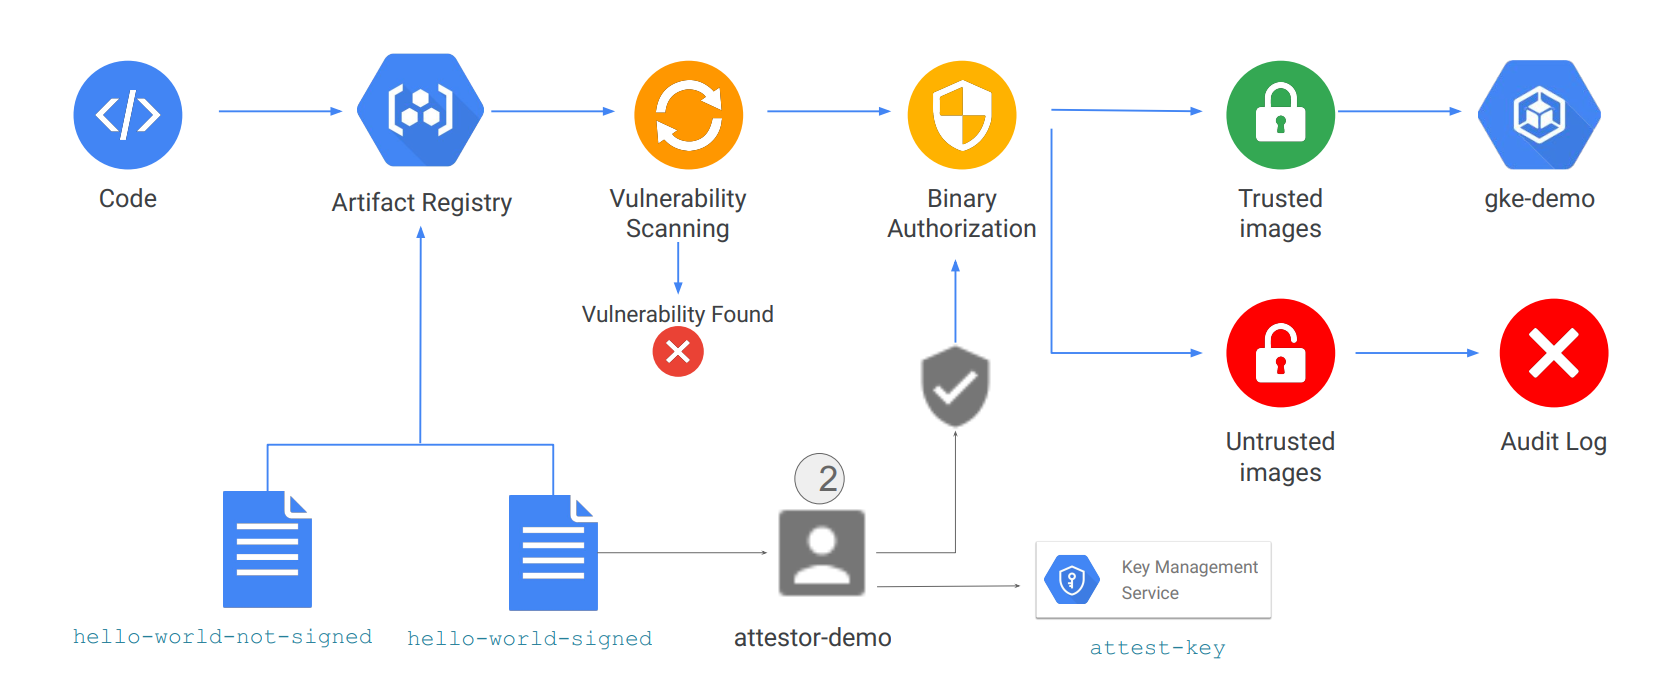 Code
Artifact Registry
Vulnerability
Scanning
Binary
Authorization
Trusted
images
gke-demo
Vulnerability Found
Untrusted
images
Audit Log
2
Key Management
Service
hello-world-not-signed
hello-world-signed
attestor-demo
attest-key